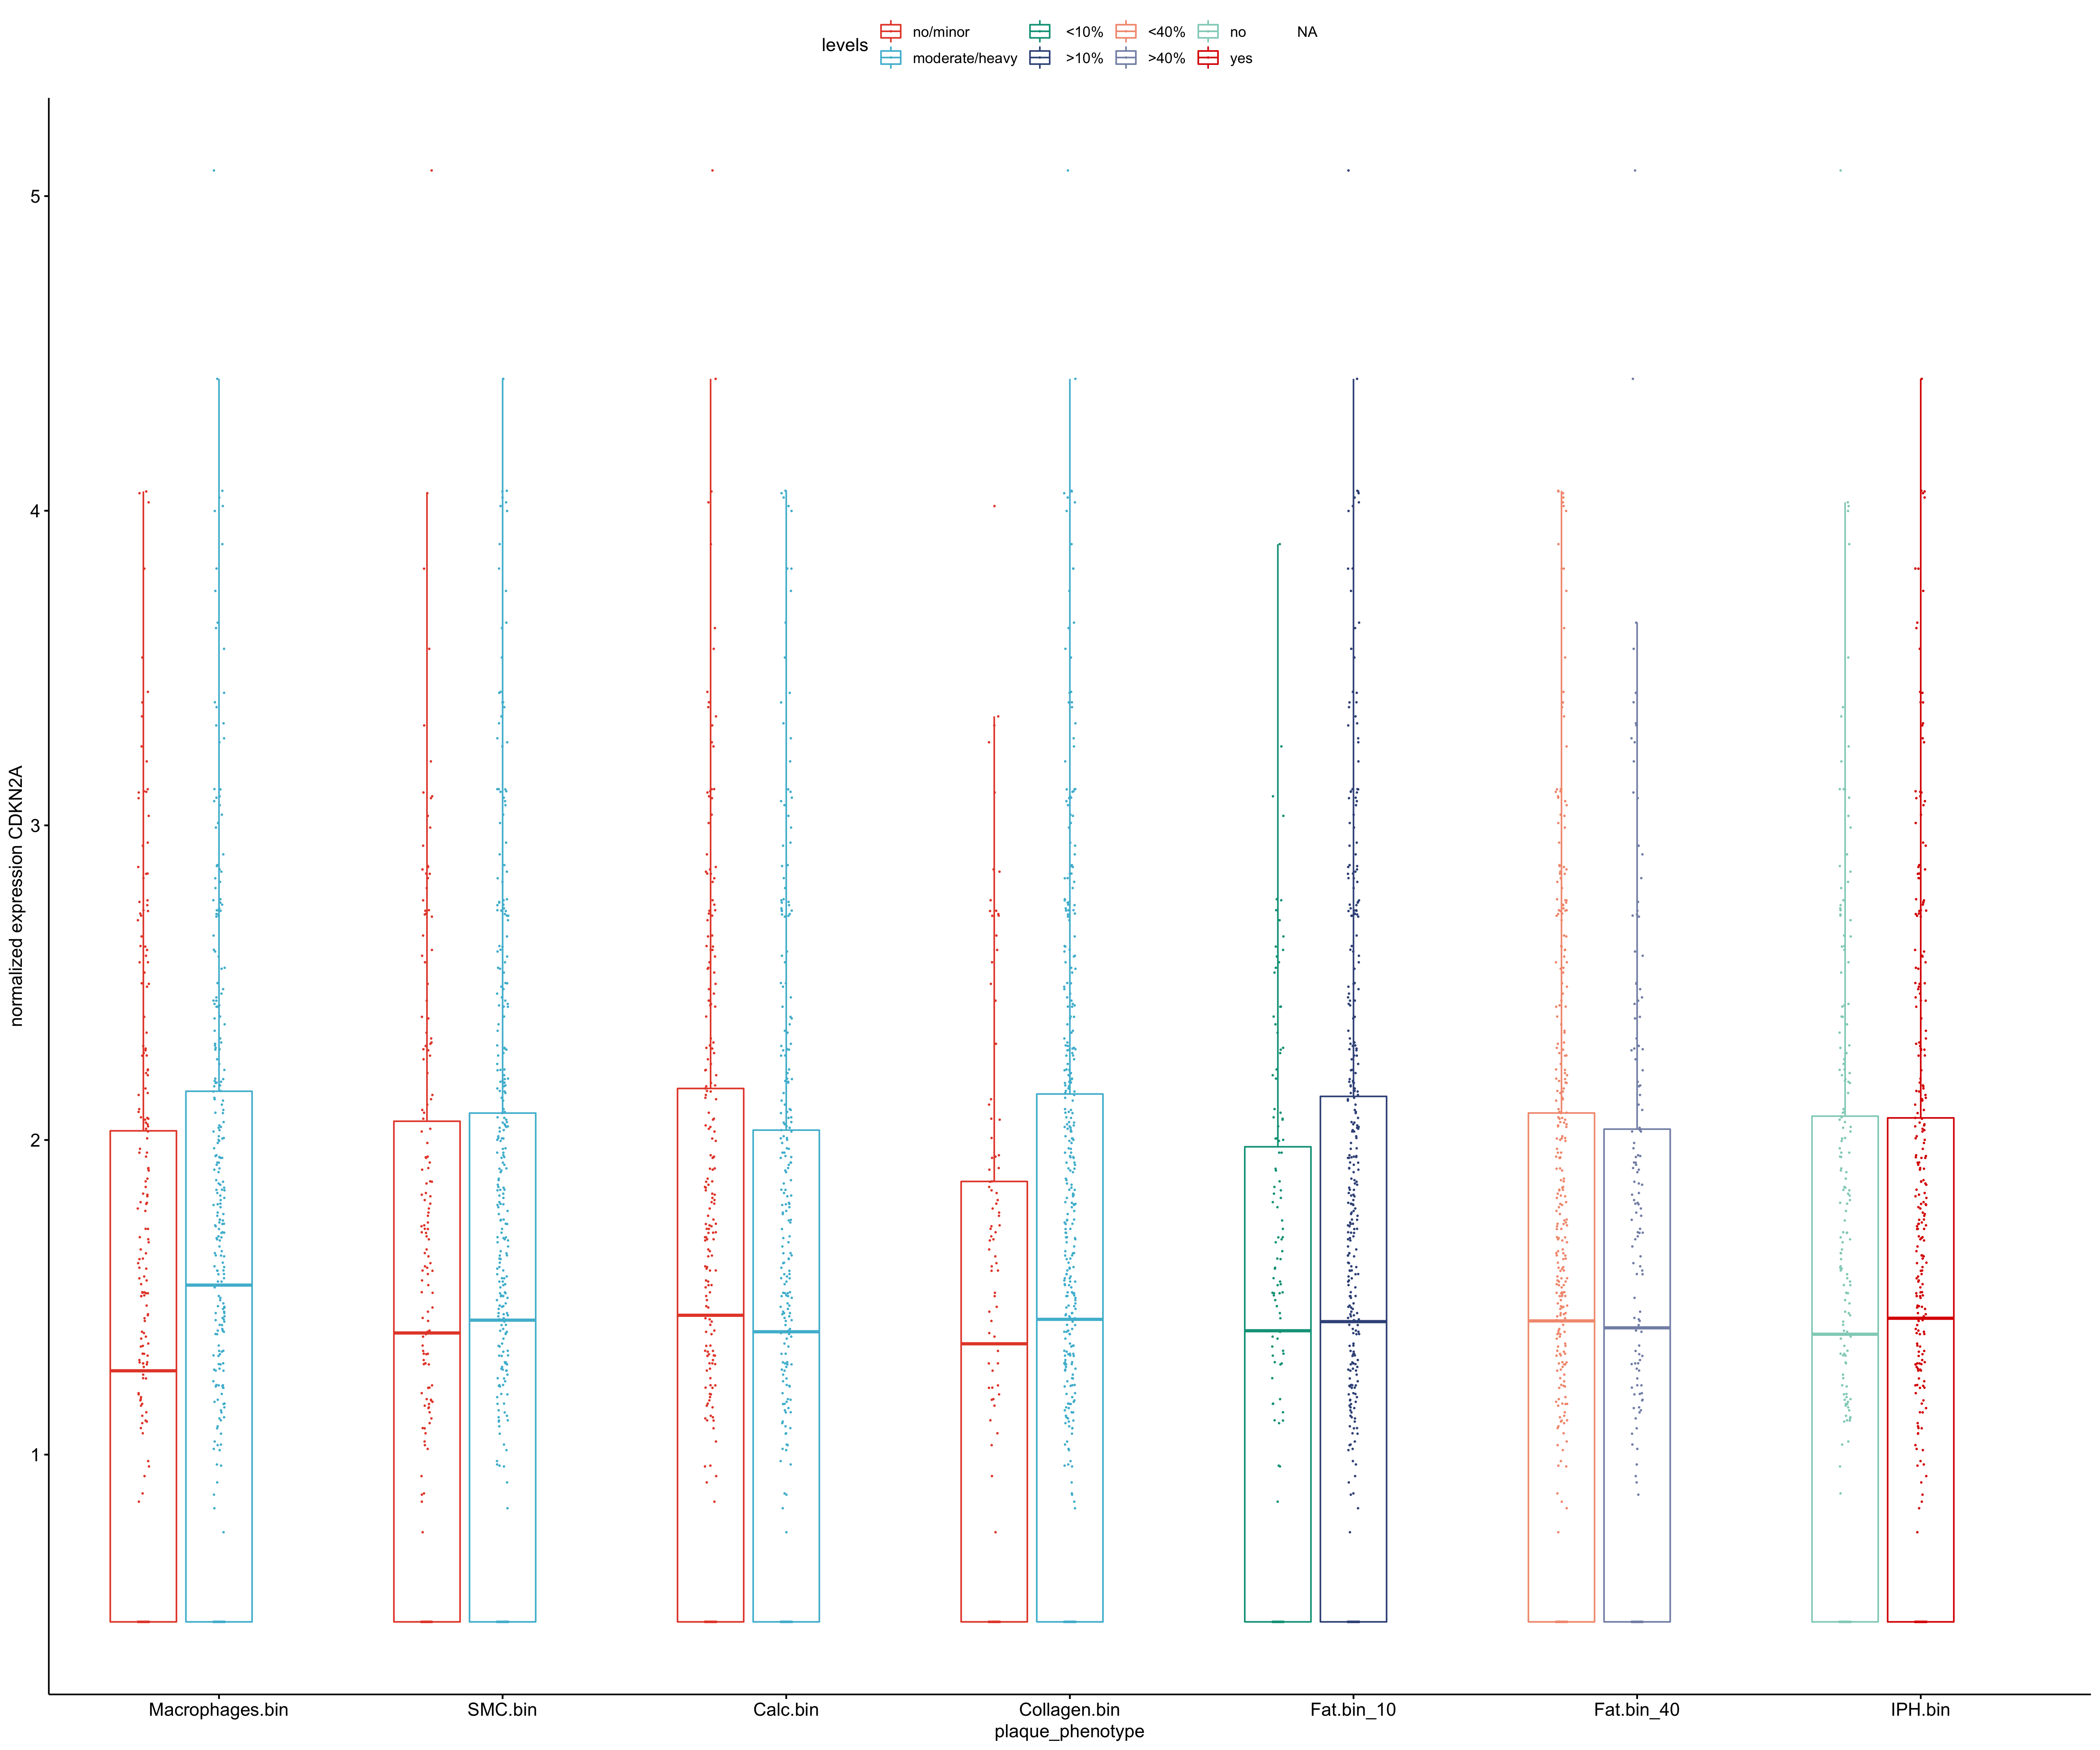 levels
no/minor <10% <40% no NA
moderate/heavy >10% >40% yes
5
4
3
2
1
normalized expression CDKN2A
Macrophages.bin SMC.bin Calc.bin Collagen.bin Fat.bin_10 Fat.bin_40 IPH.bin
plaque_phenotype